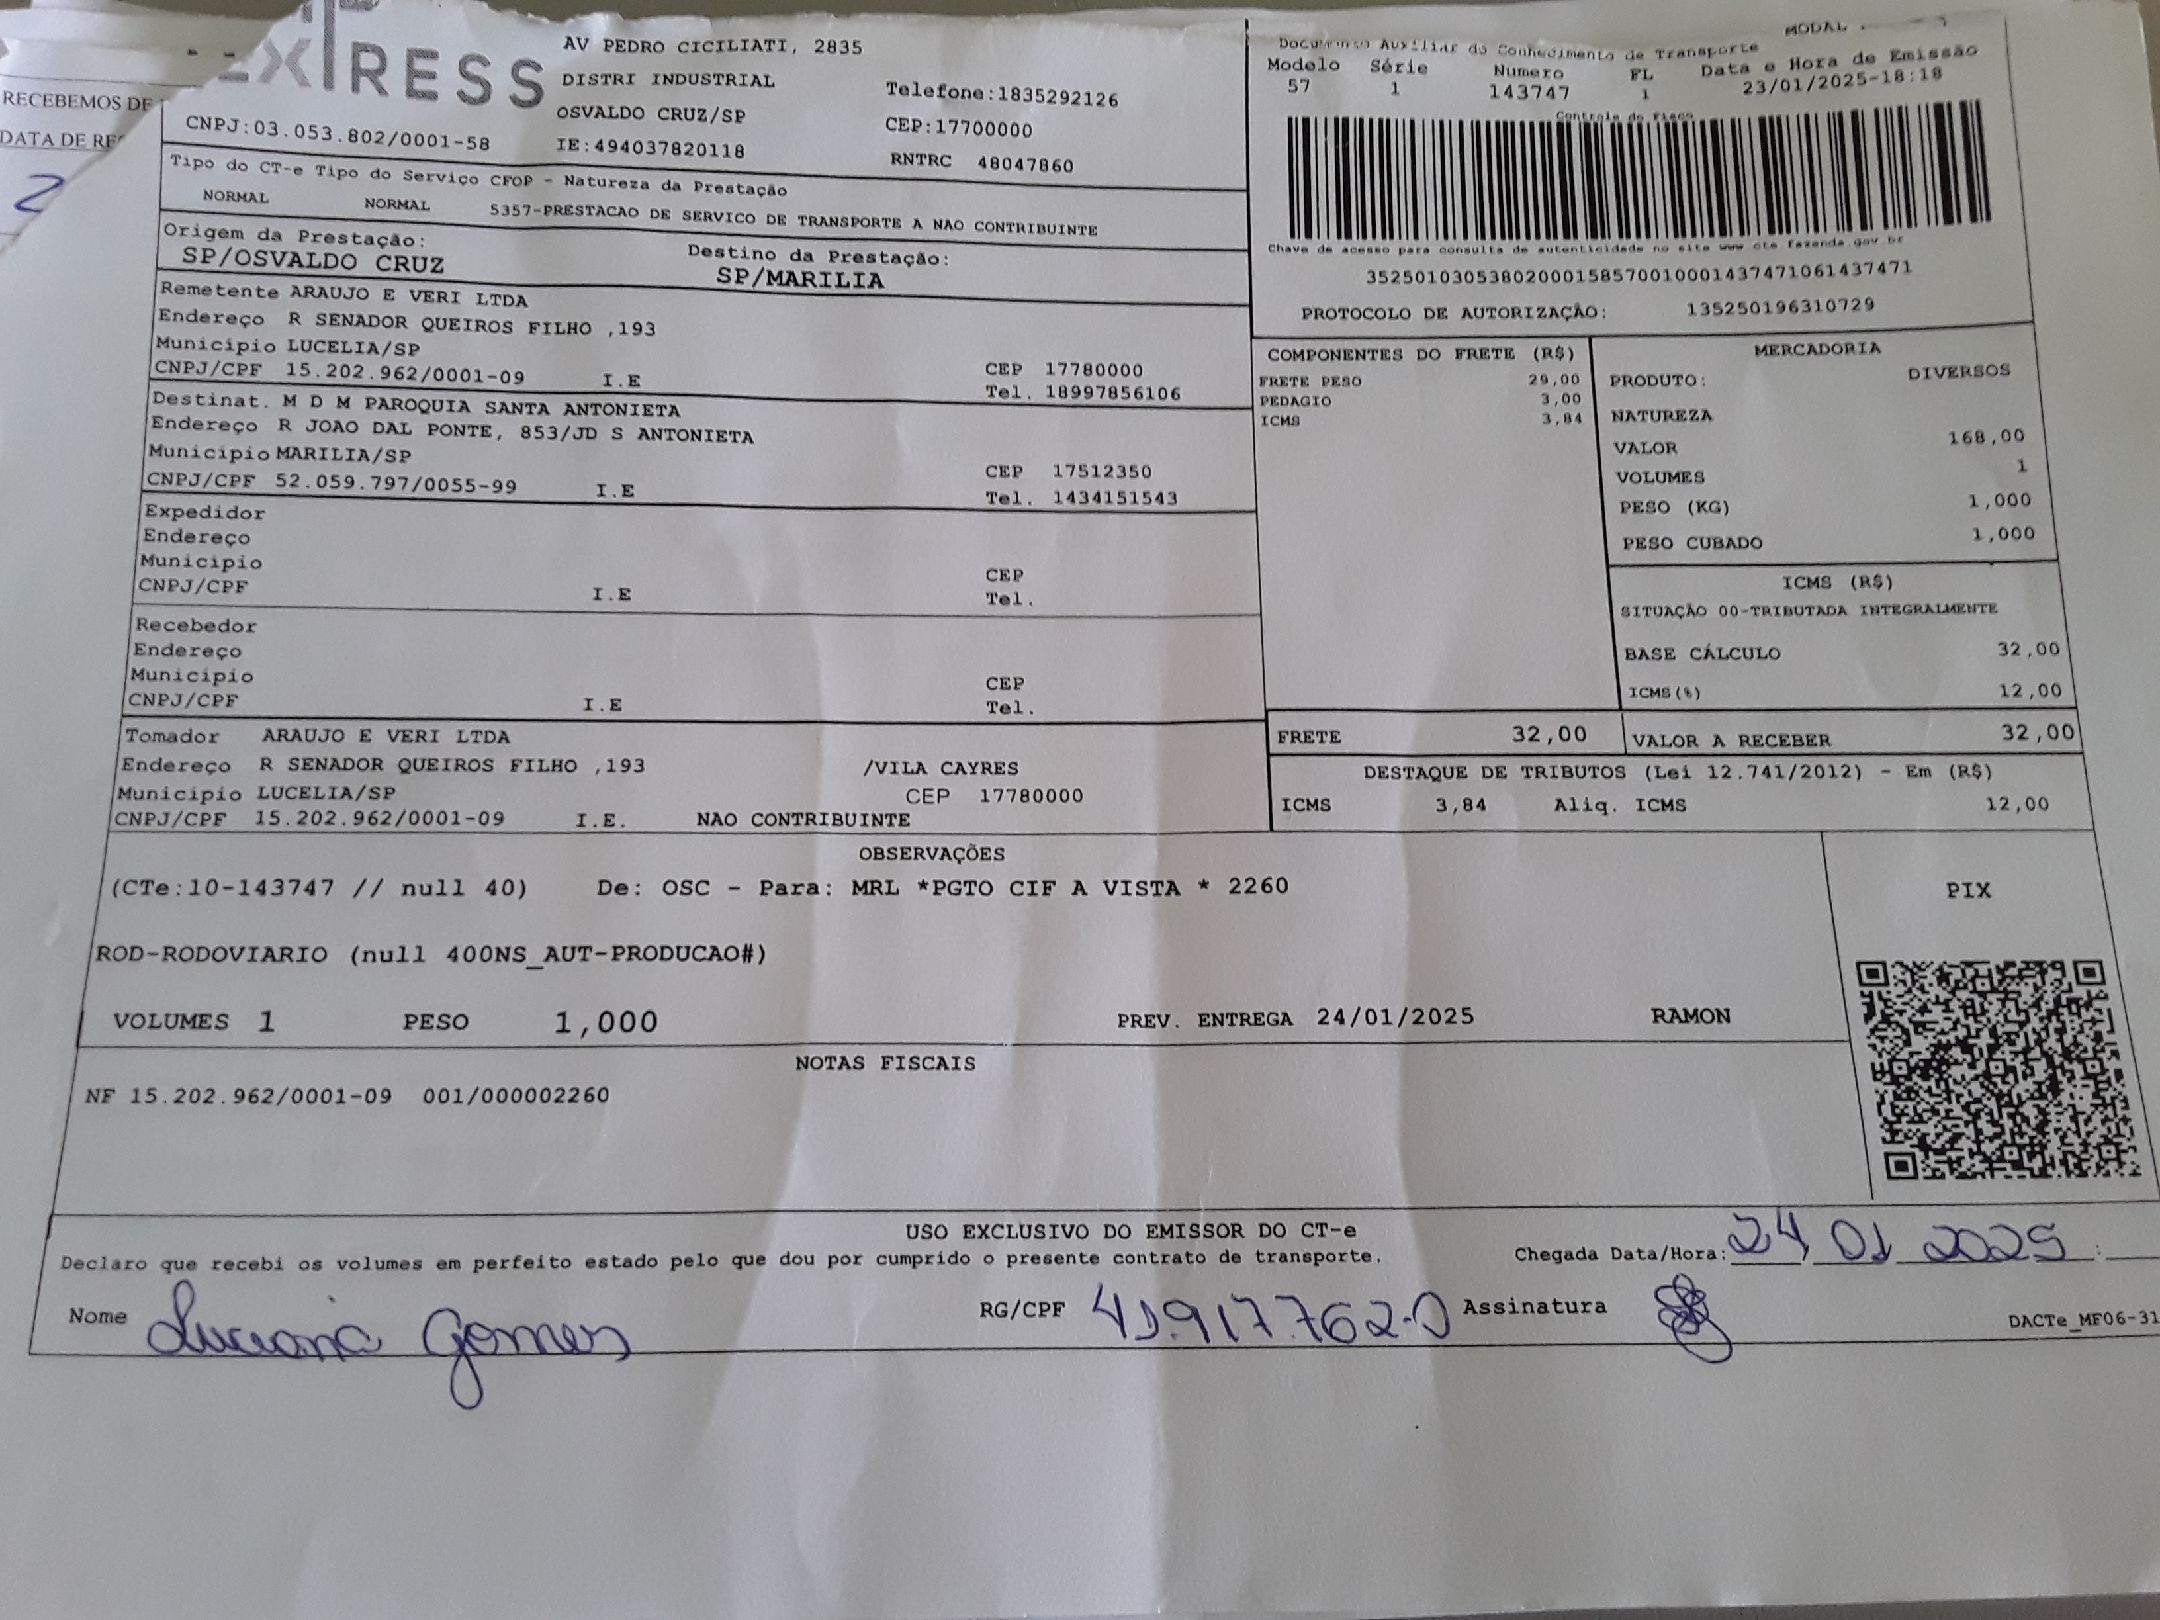 RECEBEMOS DE
DATA DE RE
2
EXPRESS
AV PEDRO CICILIATI, 2835
DISTRI INDUSTRIAL
OSVALDO CRUZ/SP
Telefone:1835292126
CEP:17700000
CNPJ:03.053.802/0001-58
IE:494037820118
RNTRC 48047860
MODAL
Documento Auxiliar do Conhecimento de Transporte
Modelo Série Numero FL Data e Hora de Emissão
57 1 143747 1 23/01/2025-18:18
Controle do Fisco
Chave de acesso para consulta de autenticidade no site www cte fazenda.gov br
35250103053802000158570010001437471061437471
PROTOCOLO DE AUTORIZAÇÃO: 135250196310729
Tipo do CT-e Tipo do Serviço CFOP - Natureza da Prestação
NORMAL NORMAL 5357-PRESTACAO DE SERVICO DE TRANSPORTE A NAO CONTRIBUINTE
Origem da Prestação: Destino da Prestação:
SP/OSVALDO CRUZ SP/MARILIA
Remetente ARAUJO E VERI LTDA
Endereço R SENADOR QUEIROS FILHO ,193
Município LUCELIA/SP CEP 17780000
CNPJ/CPF 15.202.962/0001-09 I.E Tel. 18997856106
Destinat. M D M PAROQUIA SANTA ANTONIETA
Endereço R JOAO DAL PONTE, 853/JD S ANTONIETA
Município MARILIA/SP CEP 17512350
CNPJ/CPF 52.059.797/0055-99 I.E Tel. 1434151543
Expedidor
Endereço
Município CEP
CNPJ/CPF I.E Tel.
Recebedor
Endereço
Município CEP
CNPJ/CPF I.E Tel.
Tomador ARAUJO E VERI LTDA
Endereço R SENADOR QUEIROS FILHO ,193 /VILA CAYRES
Município LUCELIA/SP CEP 17780000
CNPJ/CPF 15.202.962/0001-09 I.E. NAO CONTRIBUINTE
COMPONENTES DO FRETE (R$)
FRETE PESO 29,00
PEDAGIO 3,00
ICMS 3,84
MERCADORIA
PRODUTO: DIVERSOS
NATUREZA
VALOR 168,00
VOLUMES 1
PESO (KG) 1,000
PESO CUBADO 1,000
ICMS (R$)
SITUAÇÃO 00-TRIBUTADA INTEGRALMENTE
BASE CÁLCULO 32,00
ICMS(%) 12,00
FRETE 32,00 VALOR A RECEBER 32,00
DESTAQUE DE TRIBUTOS (Lei 12.741/2012) - Em (R$)
ICMS 3,84 Aliq. ICMS 12,00
OBSERVAÇÕES
(CTe:10-143747 // null 40) De: OSC - Para: MRL *PGTO CIF A VISTA * 2260
ROD-RODOVIARIO (null 400NS_AUT-PRODUCAO#)
VOLUMES 1 PESO 1,000 PREV. ENTREGA 24/01/2025 RAMON
PIX
NOTAS FISCAIS
NF 15.202.962/0001-09 001/000002260
USO EXCLUSIVO DO EMISSOR DO CT-e
Declaro que recebi os volumes em perfeito estado pelo que dou por cumprido o presente contrato de transporte. Chegada Data/Hora: 24 01 2025 :
Nome Luciana Gomes RG/CPF 41.917.762-0 Assinatura
DACTe_MF06-31